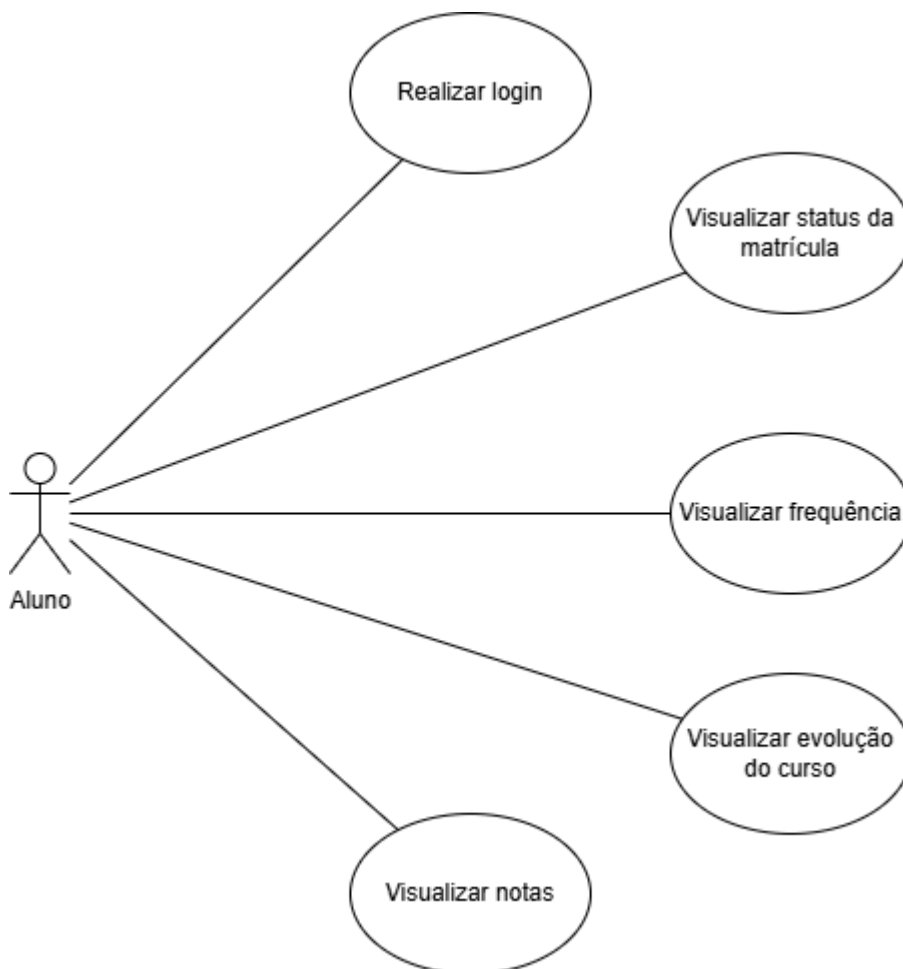 Realizar login
Visualizar status da
matrícula
Visualizar frequência
Aluno
Visualizar evolução
do curso
Visualizar notas